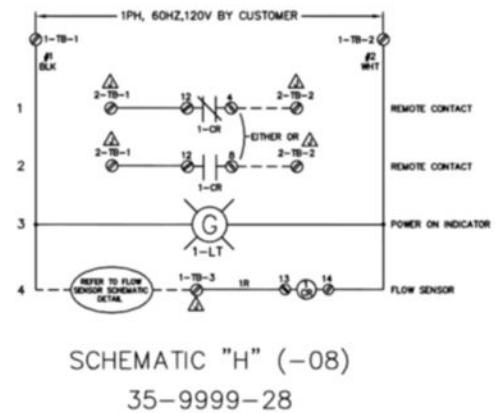 1PH, 60HZ,120V BY CUSTOMER
1-TB-1
1-TB-2
#1
BLK
#2
WHT
1
2-TB-1
12
4
2-TB-2
REMOTE CONTACT
1-CR
EITHER OR
2
2-TB-1
12
8
2-TB-2
REMOTE CONTACT
1-CR
3
G
POWER ON INDICATOR
1-LT
4
REFER TO FLOW
SENSOR SCHEMATIC
DETAIL
1-TB-3
1R
13
1
CR
14
FLOW SENSOR
SCHEMATIC "H" (-08)
35-9999-28